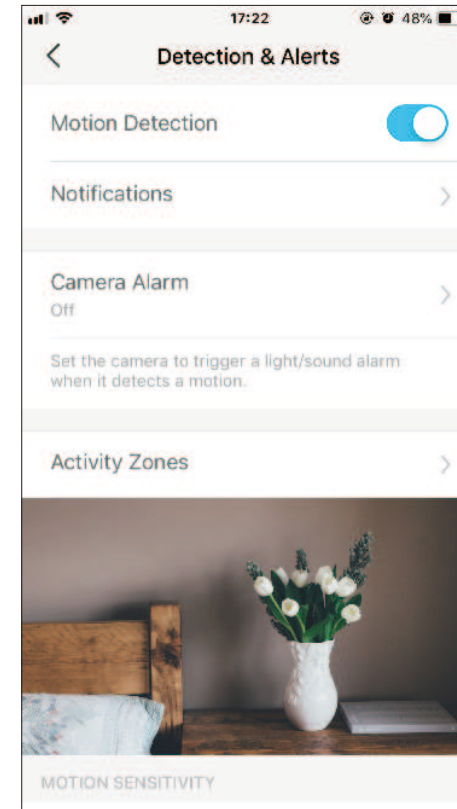 17:22
48%
Detection & Alerts
Motion Detection
Notifications
Camera Alarm
Off
Set the camera to trigger a light/sound alarm
when it detects a motion.
Activity Zones
MOTION SENSITIVITY